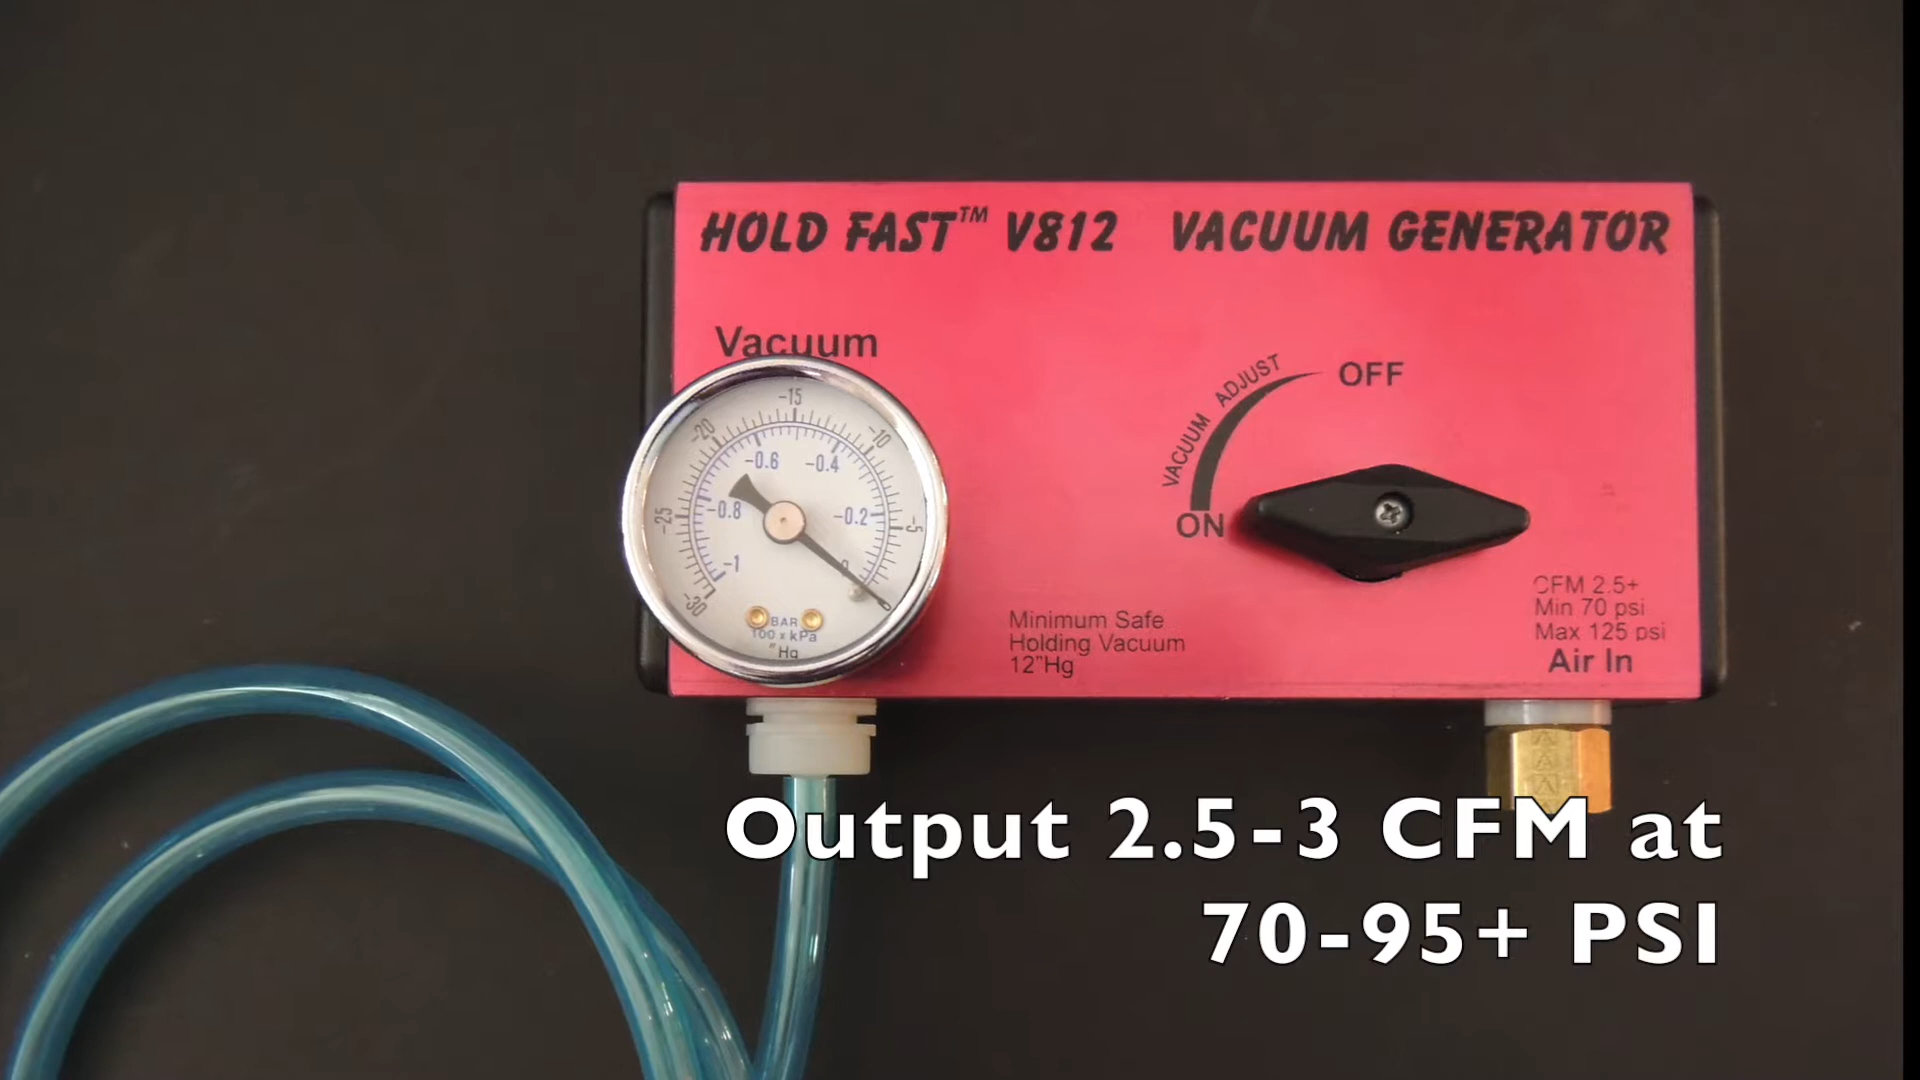 HOLD FAST™ V812 VACUUM GENERATOR
Vacuum
-30
-25
-20
-15
-10
-5
0
-1
-0.8
-0.6
-0.4
-0.2
0
BAR
100 x kPa
"Hg
VACUUM ADJUST
OFF
ON
Minimum Safe
Holding Vacuum
12"Hg
CFM 2.5+
Min 70 psi
Max 125 psi
Air In
Output 2.5-3 CFM at
70-95+ PSI